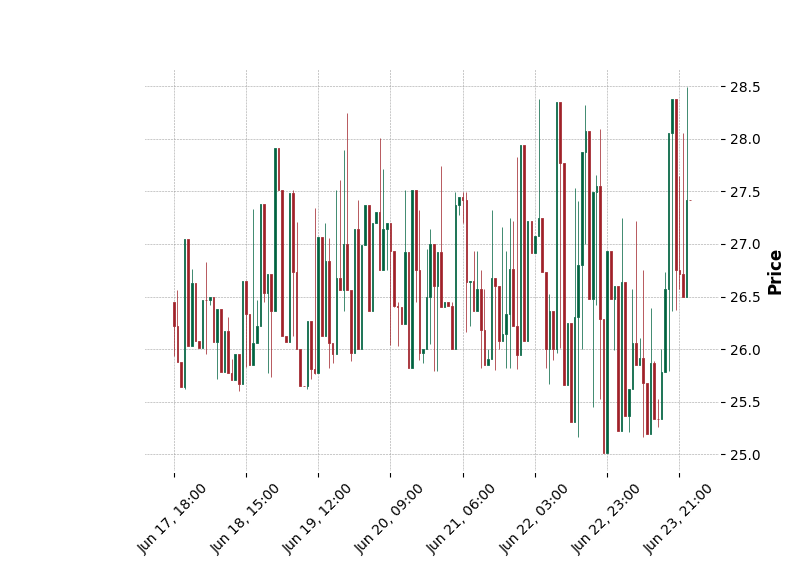 28.5
28.0
27.5
27.0
26.5
26.0
25.5
25.0
Price
Jun 17, 18:00
Jun 18, 15:00
Jun 19, 12:00
Jun 20, 09:00
Jun 21, 06:00
Jun 22, 03:00
Jun 22, 23:00
Jun 23, 21:00